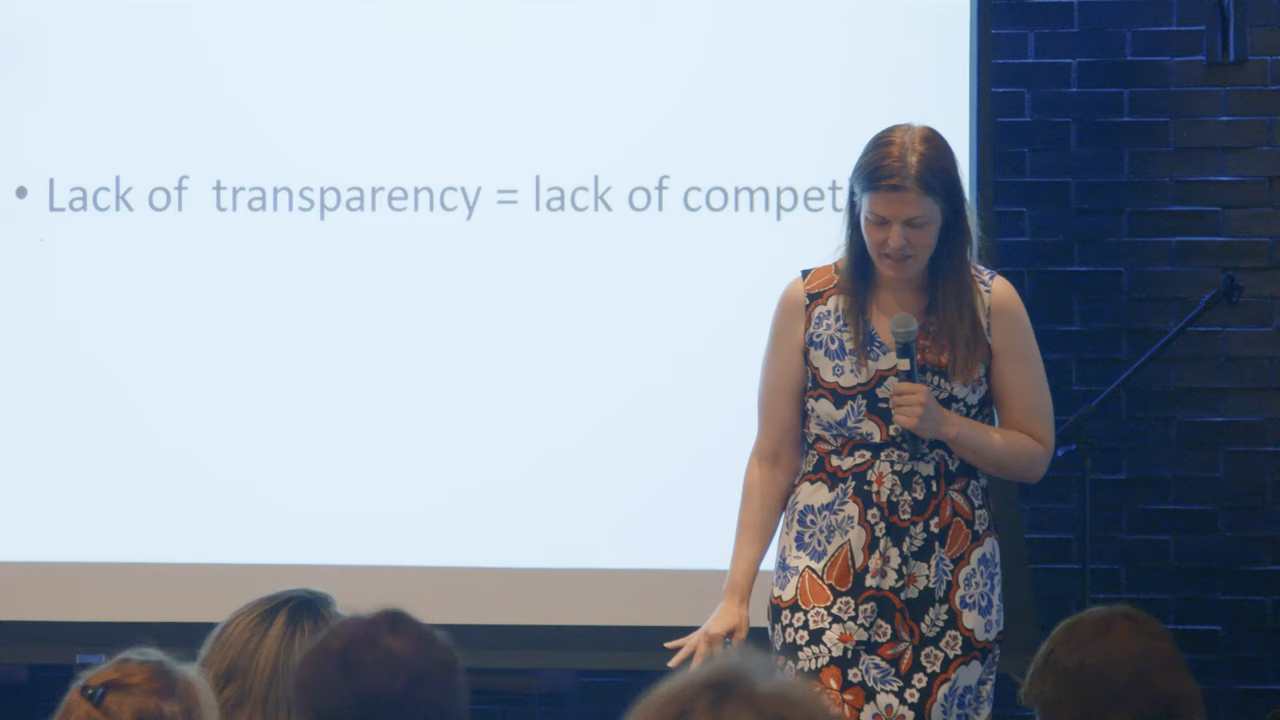 • Lack of  transparency = lack of compet